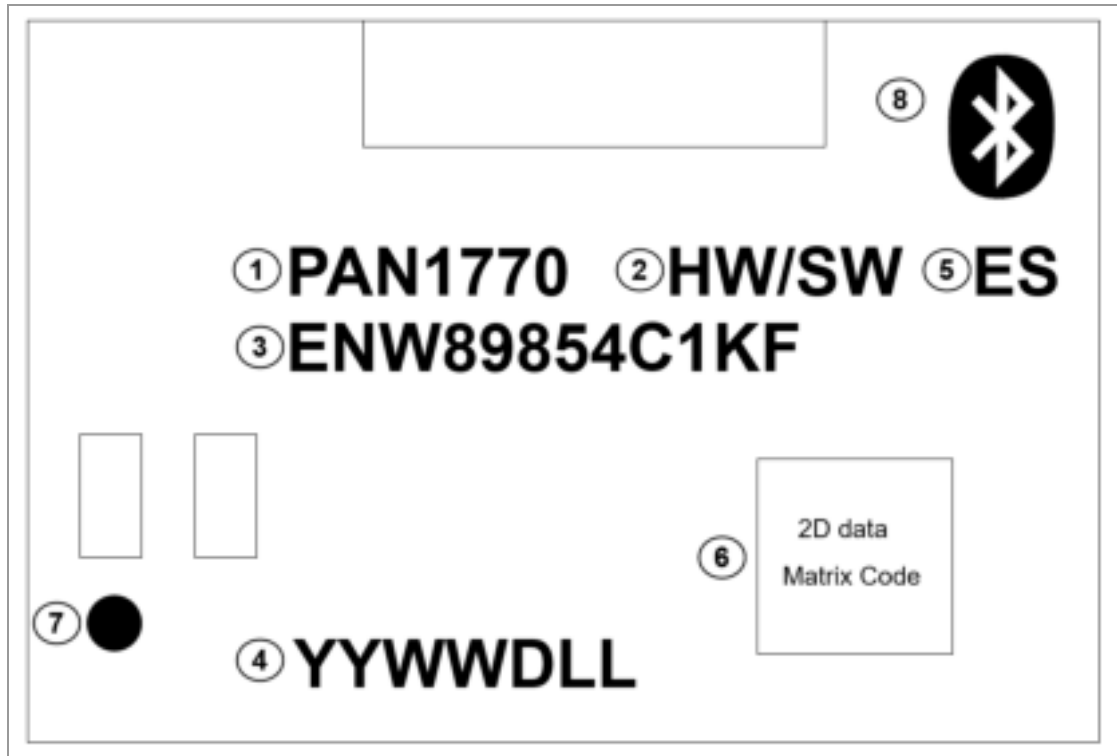 8
1 PAN1770 2 HW/SW 5 ES
3 ENW89854C1KF
2D data
6
Matrix Code
7
4 YYWWDLL